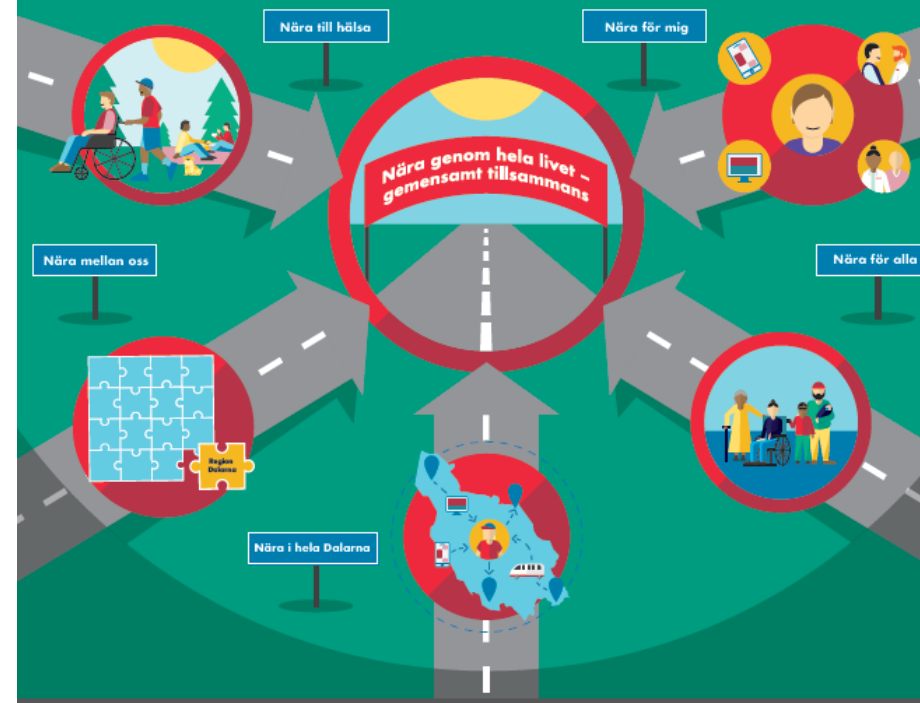 Nära till hälsa
Nära för mig
Nära genom hela livet –
gemensamt tillsammans
Nära mellan oss
Nära för alla
Region
Dalarna
Nära i hela Dalarna